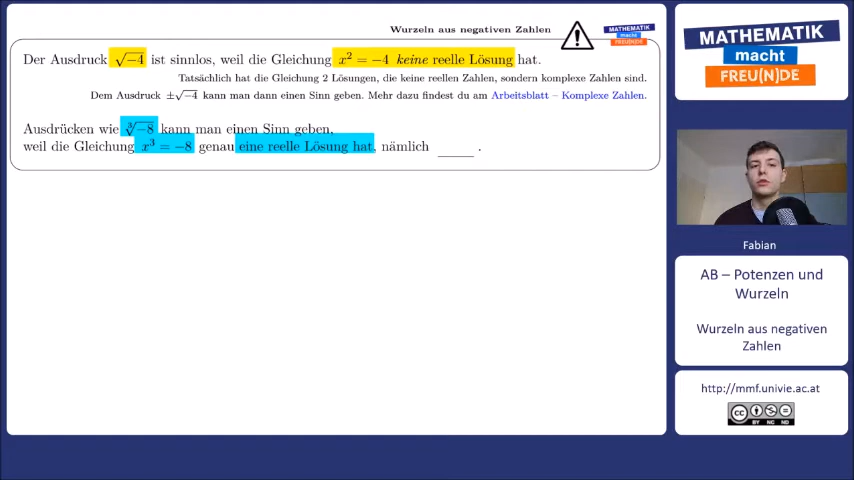 Wurzeln aus negativen Zahlen
MATHEMATIK
macht
FREU(N)DE
Der Ausdruck √−4 ist sinnlos, weil die Gleichung x² = −4 keine reelle Lösung hat.
Tatsächlich hat die Gleichung 2 Lösungen, die keine reellen Zahlen, sondern komplexe Zahlen sind.
Dem Ausdruck ±√−4 kann man dann einen Sinn geben. Mehr dazu findest du am Arbeitsblatt – Komplexe Zahlen.
Ausdrücken wie ∛−8 kann man einen Sinn geben,
weil die Gleichung x³ = −8 genau eine reelle Lösung hat, nämlich ____ .
MATHEMATIK
macht
FREU(N)DE
Fabian
AB – Potenzen und
Wurzeln
Wurzeln aus negativen
Zahlen
http://mmf.univie.ac.at
CC
BY NC ND